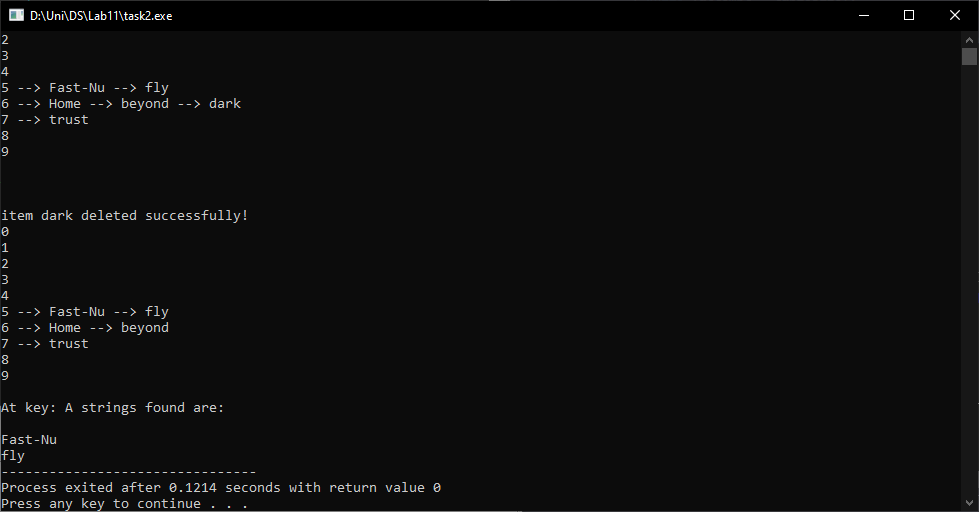 D:\Uni\DS\Lab11\task2.exe
2
3
4
5 --> Fast-Nu --> fly
6 --> Home --> beyond --> dark
7 --> trust
8
9
item dark deleted successfully!
0
1
2
3
4
5 --> Fast-Nu --> fly
6 --> Home --> beyond
7 --> trust
8
9
At key: A strings found are:
Fast-Nu
fly
--------------------------------
Process exited after 0.1214 seconds with return value 0
Press any key to continue . . .